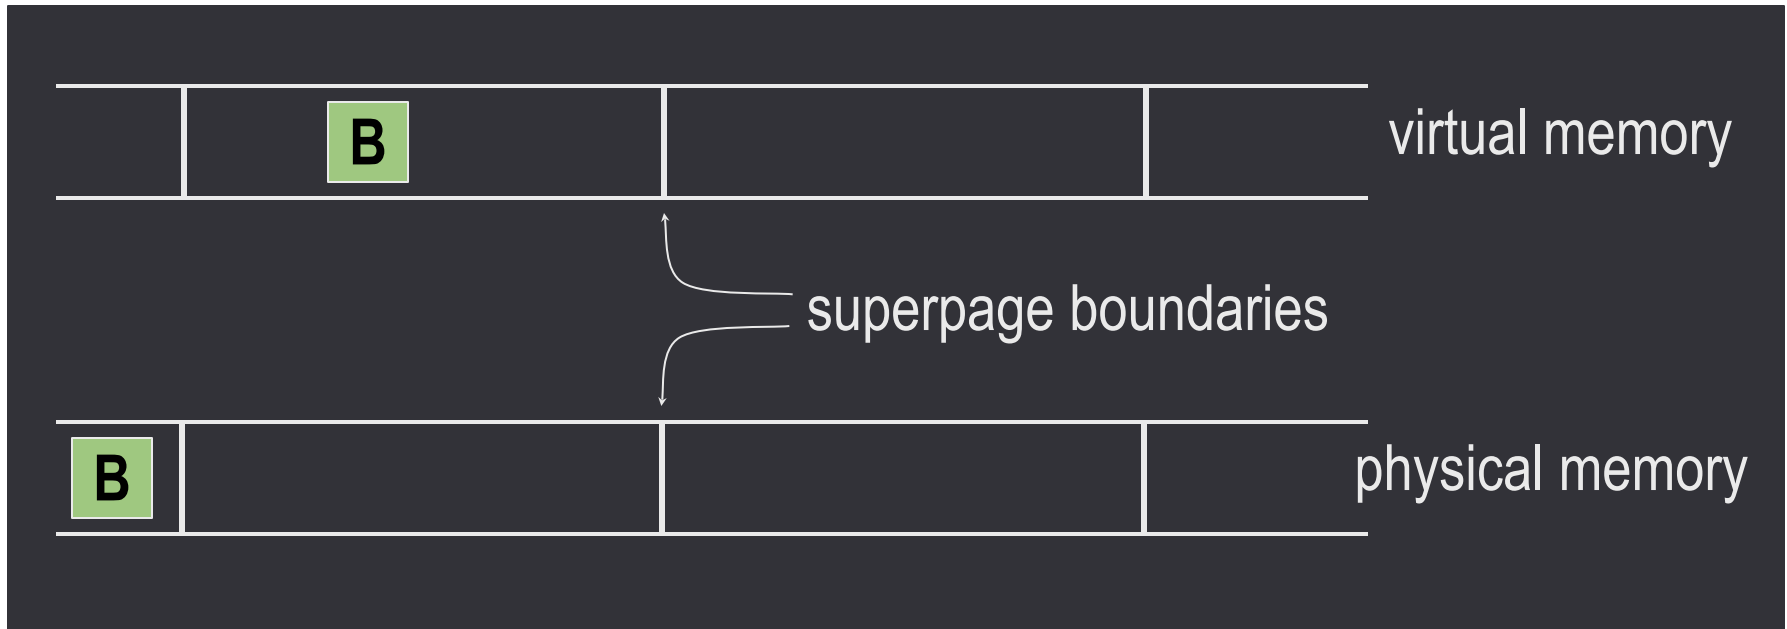 B
virtual memory
superpage boundaries
B
physical memory